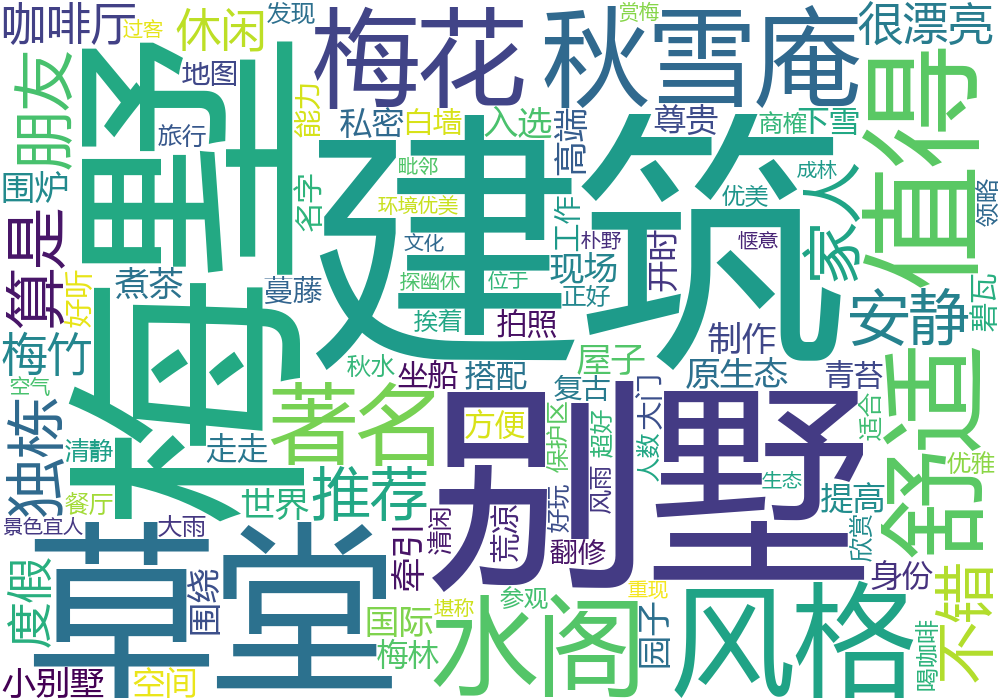 咖啡厅
过客
休闲
发现
梅花
赏梅
秋雪庵
很漂亮
朋友
梅墅
地图
旅行
能力
私密
白墙
入选
高端
尊贵
商榷
下雪
值得
围炉
名字
建筑
毗邻
环境优美
文化
探幽休
位于
工作
朴野
优美
惬意
成林
家人
领略
算是
煮茶
好听
蔓藤
挨着
现场
正好
开时
安静
碧瓦
梅竹
空气
著名
秋水
坐船
搭配
拍照
屋子
复古
制作
原生态
青苔
独栋
清静
走走
餐厅
世界
推荐
别墅
方便
保护区
超好
大门
人数
生态
适合
提高
舒适
优雅
景色宜人
大雨
草堂
牵引
清闲
荒凉
好玩
风雨
翻修
欣赏
度假
围绕
国际
梅林
堪称
水阁
参观
重现
园子
风格
身份
喝咖啡
不错
小别墅
空间